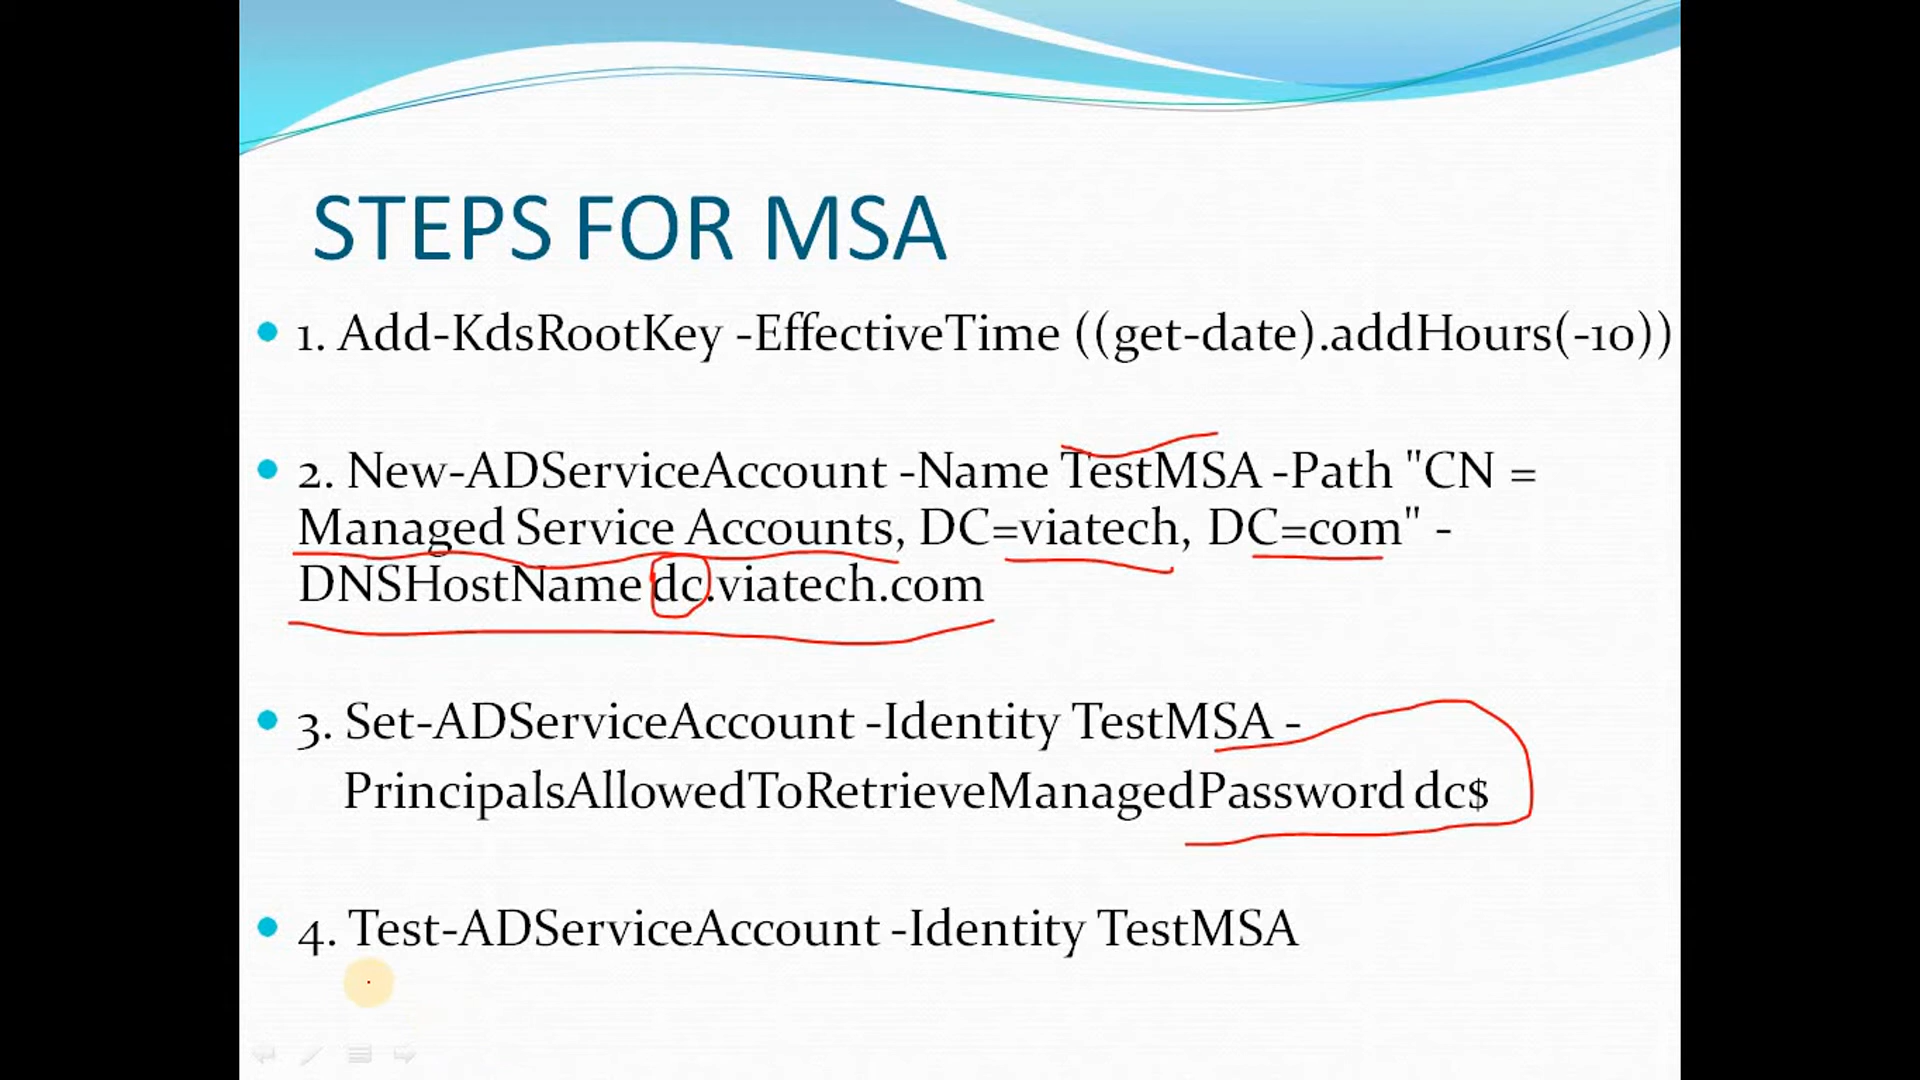 STEPS FOR MSA
1. Add-KdsRootKey -EffectiveTime ((get-date).addHours(-10))
2. New-ADServiceAccount -Name TestMSA -Path "CN =
Managed Service Accounts, DC=viatech, DC=com" -
DNSHostName dc.viatech.com
3. Set-ADServiceAccount -Identity TestMSA -
PrincipalsAllowedToRetrieveManagedPassword dc$
4. Test-ADServiceAccount -Identity TestMSA